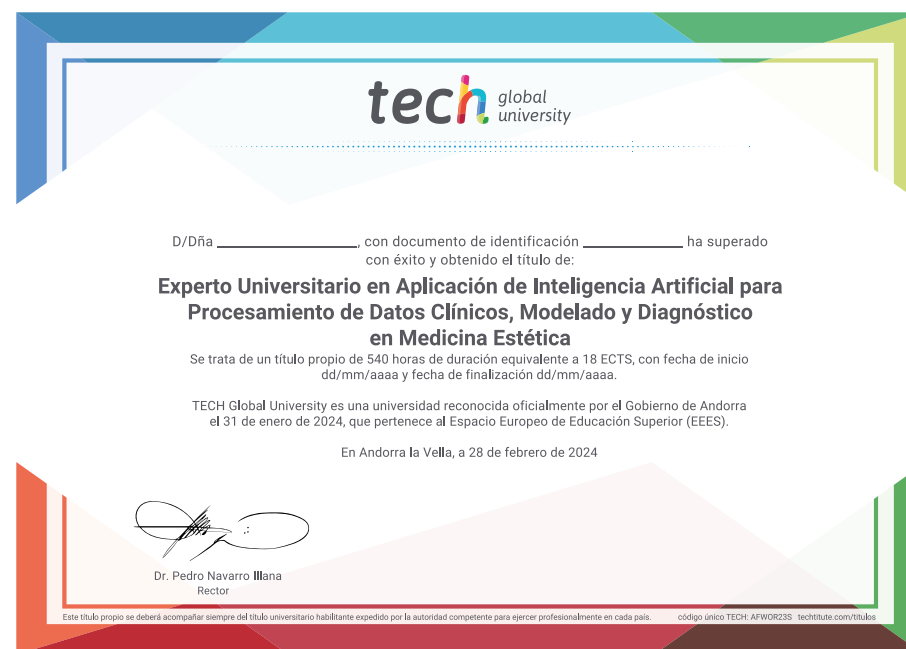 tech global university
D/Dña ____________, con documento de identificación ____________ ha superado
con éxito y obtenido el título de:
Experto Universitario en Aplicación de Inteligencia Artificial para
Procesamiento de Datos Clínicos, Modelado y Diagnóstico
en Medicina Estética
Se trata de un título propio de 540 horas de duración equivalente a 18 ECTS, con fecha de inicio
dd/mm/aaaa y fecha de finalización dd/mm/aaaa.
TECH Global University es una universidad reconocida oficialmente por el Gobierno de Andorra
el 31 de enero de 2024, que pertenece al Espacio Europeo de Educación Superior (EEES).
En Andorra la Vella, a 28 de febrero de 2024
Dr. Pedro Navarro Illana
Rector
Este título propio se deberá acompañar siempre del título universitario habilitante expedido por la autoridad competente para ejercer profesionalmente en cada país. código único TECH: AFWOR23S techtitute.com/titulos